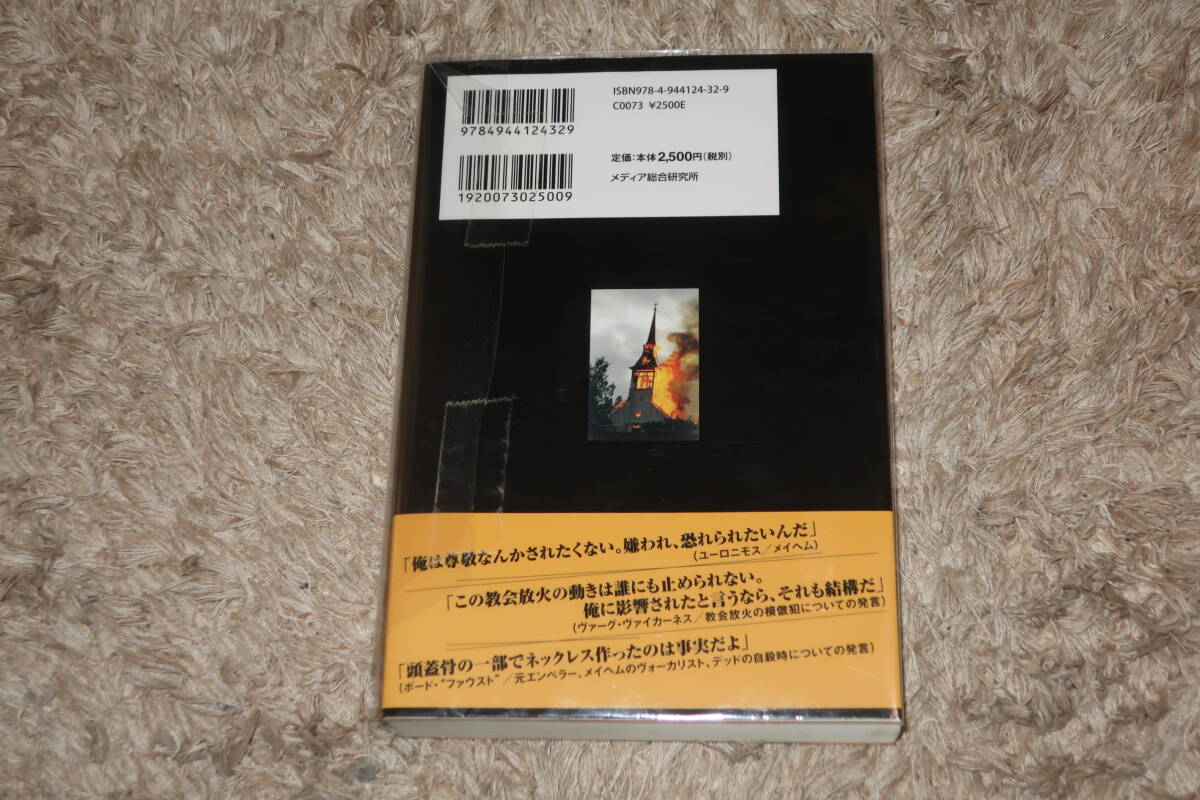 ISBN978-4-944124-32-9
C0073 ¥2500E
9784944124329
定価:本体2,500円(税別)
メディア総合研究所
1920073025009
「俺は尊敬なんかされたくない。嫌われ、恐れられたいんだ」
(ユーロニモス/メイヘム)
「この教会放火の動きは誰にも止められない。
俺に影響されたと言うなら、それも結構だ」
(ヴァーグ・ヴァイカーネス/教会放火の模倣犯についての発言)
「頭蓋骨の一部でネックレス作ったのは事実だよ」
(ボード・“ファウスト”/元エンペラー、メイヘムのヴォーカリスト、デッドの自殺時についての発言)